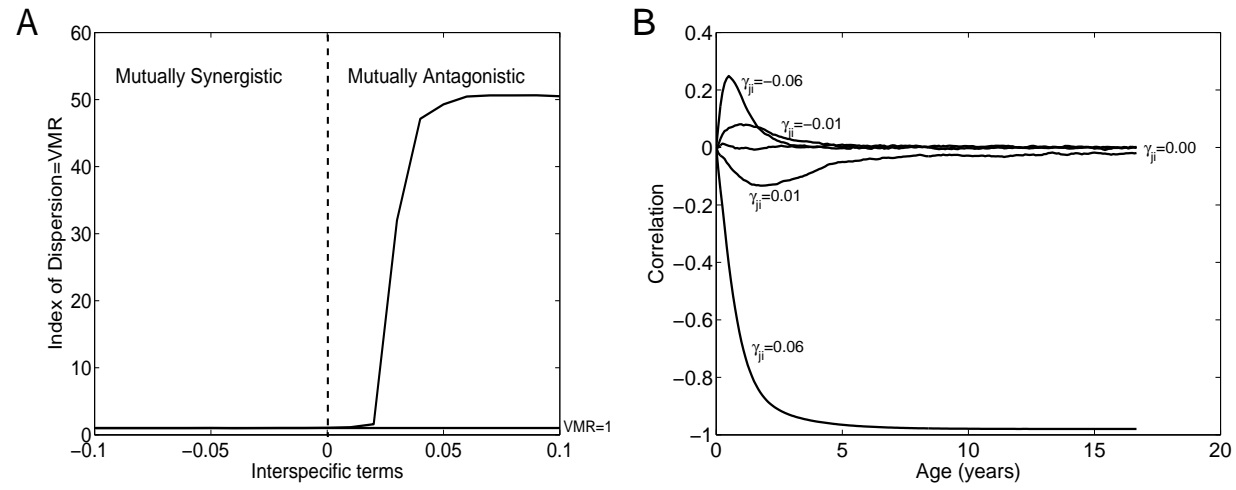 A
60
50
40
30
20
10
0
Index of Dispersion=VMR
Mutually Synergistic
Mutually Antagonistic
VMR=1
−0.1
−0.05
0
0.05
0.1
Interspecific terms
B
0.4
0.2
0
−0.2
−0.4
−0.6
−0.8
−1
Correlation
γji=−0.06
γji=−0.01
γji=0.00
γji=0.01
γji=0.06
0
5
10
15
20
Age (years)